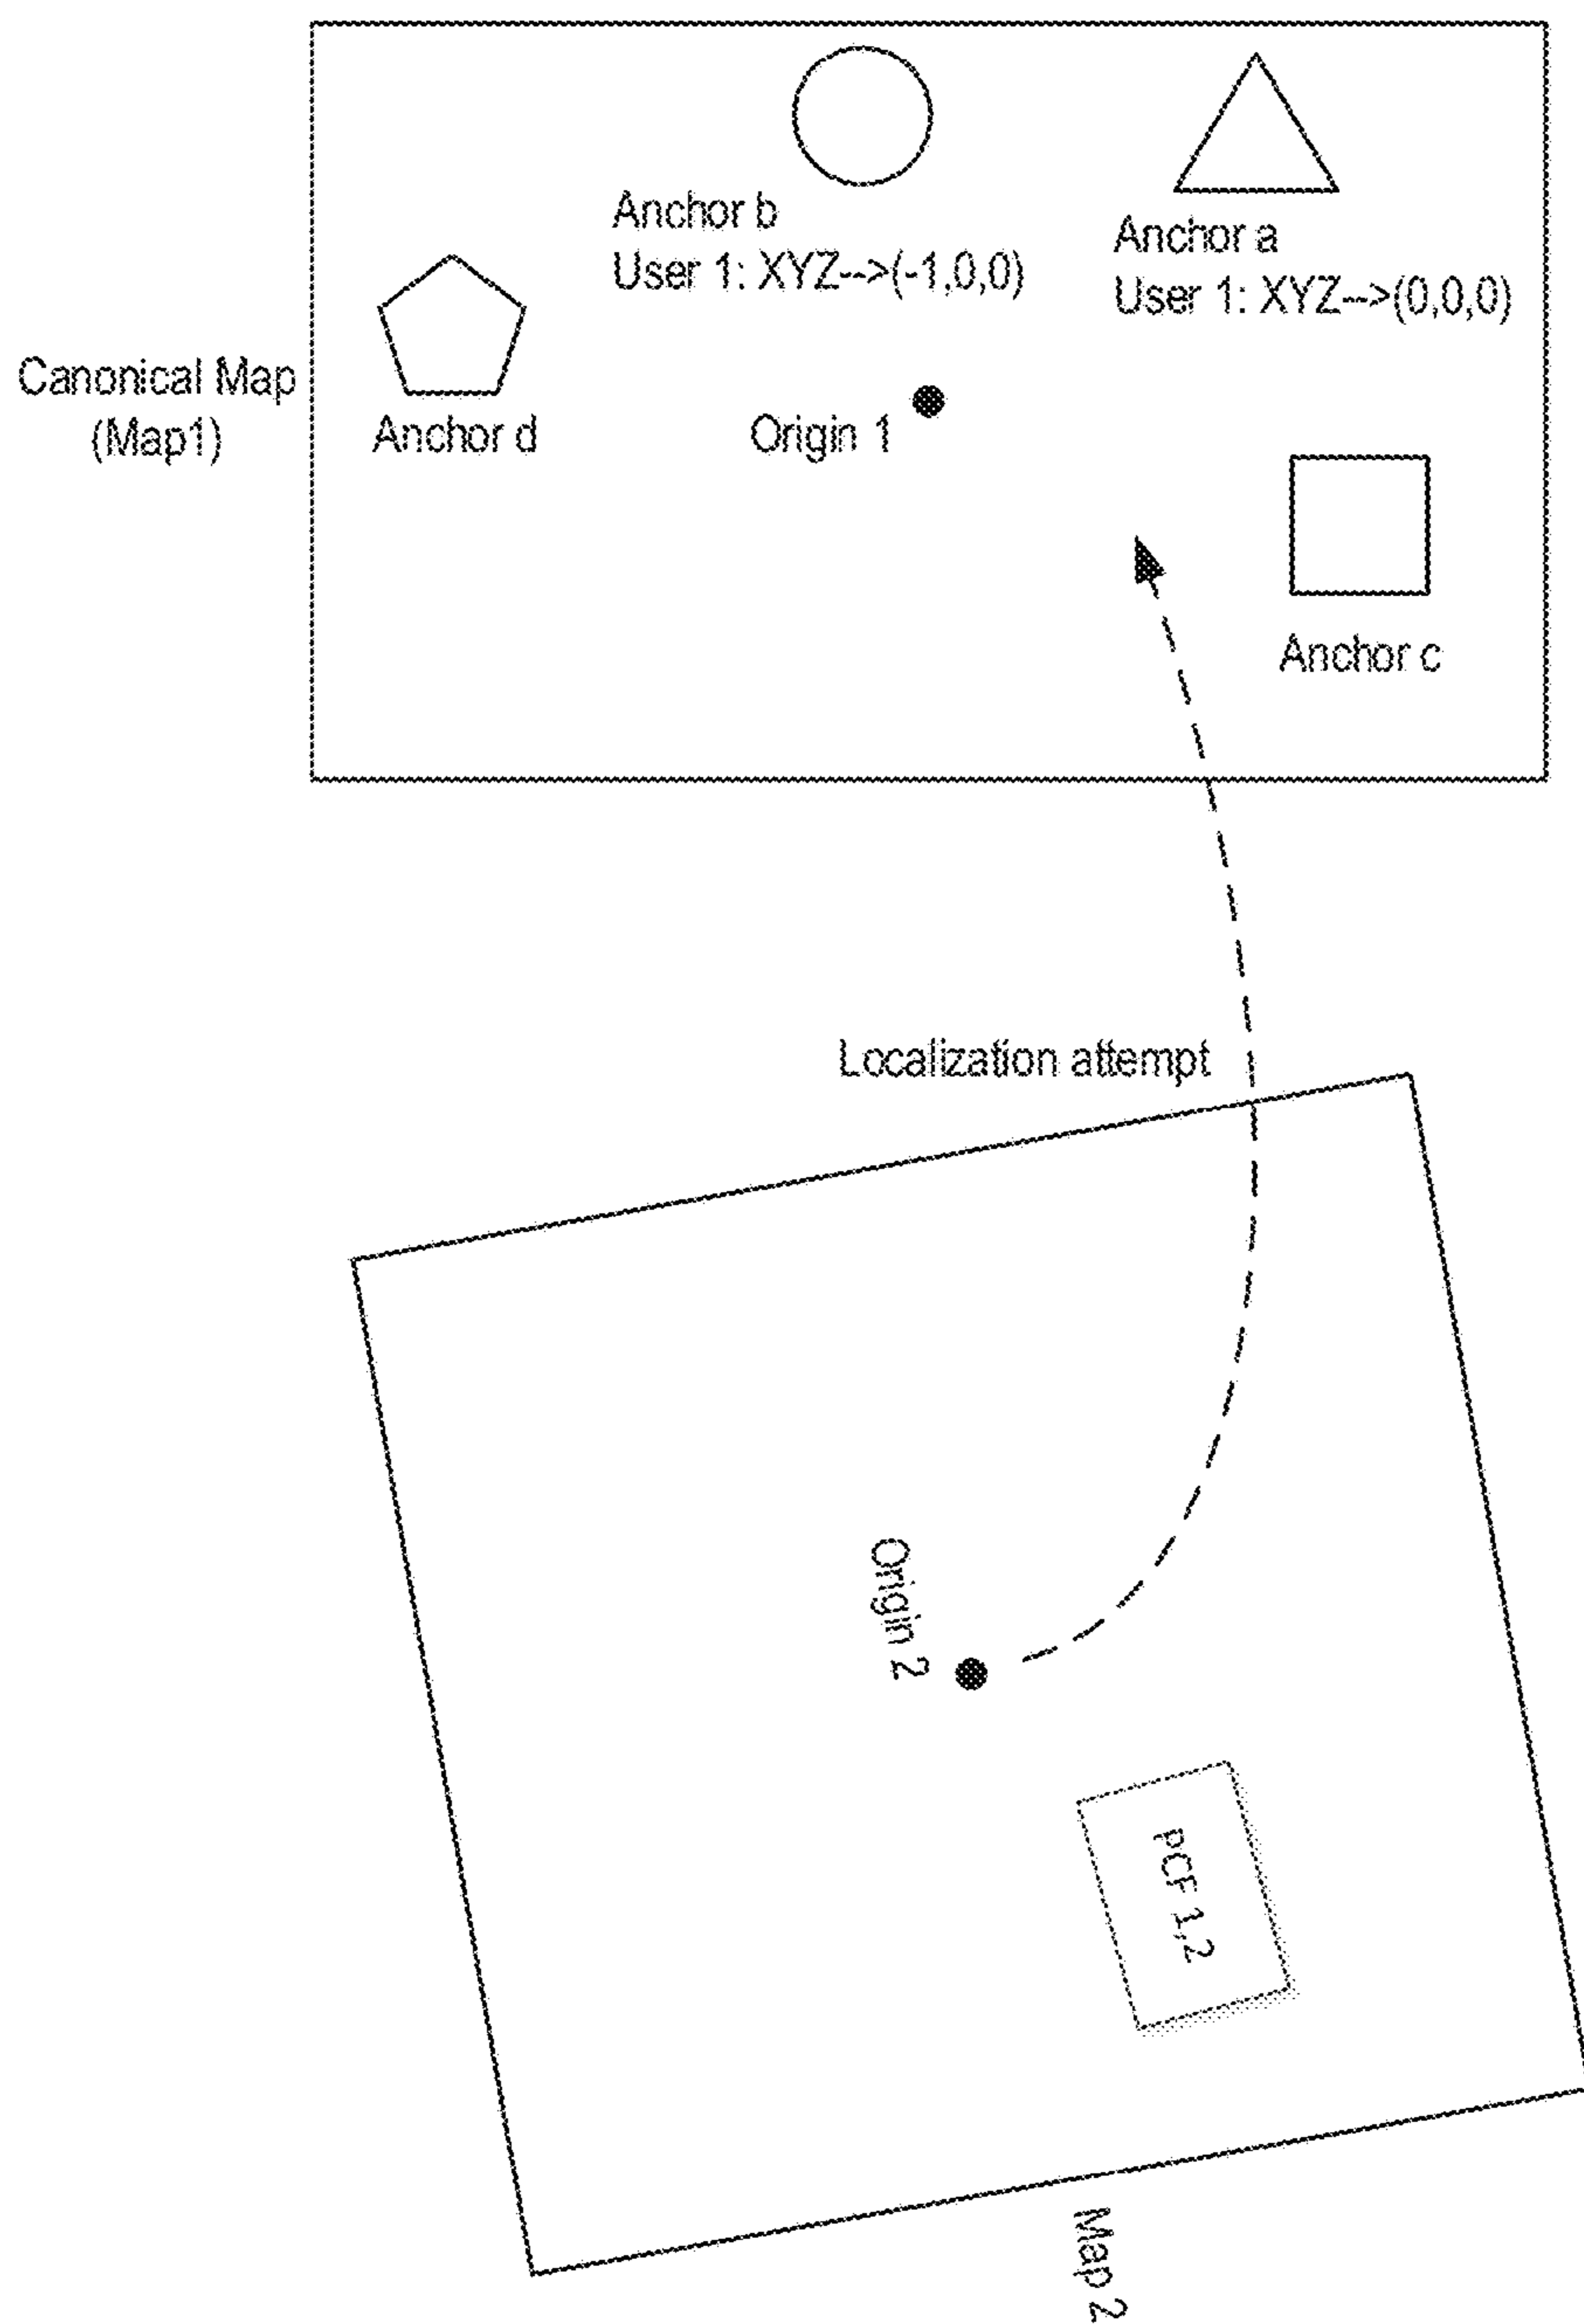 Anchor b
User 1: XYZ-->(-1,0,0)
Anchor a
User 1: XYZ-->(0,0,0)
Canonical Map
(Map1)
Anchor d
Origin 1
Anchor c
Localization attempt
Origin 2
PCF 1,2
Map 2